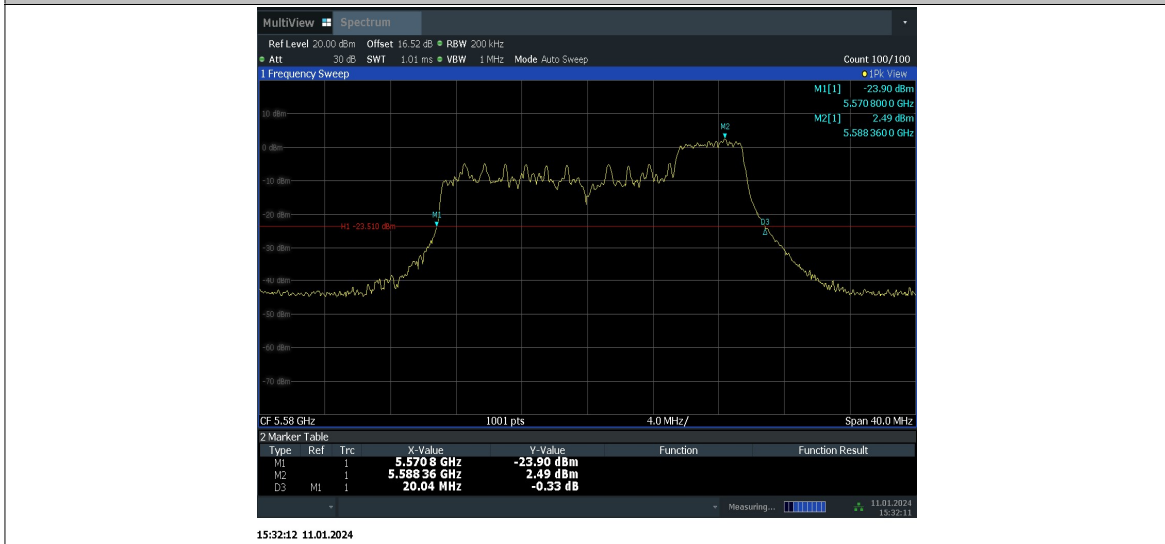 MultiView Spectrum
Ref Level 20.00 dBm Offset 16.52 dB RBW 200 kHz
Att 30 dB SWT 1.01 ms VBW 1 MHz Mode Auto Sweep Count 100/100
1 Frequency Sweep 1Pk View
M1[1] -23.90 dBm
5.570 800 0 GHz
M2[1] 2.49 dBm
5.588 360 0 GHz
10 dBm
M2
0 dBm
-10 dBm
-20 dBm
M1
D3
H1 -23.510 dBm
-30 dBm
-40 dBm
-50 dBm
-60 dBm
-70 dBm
CF 5.58 GHz 1001 pts 4.0 MHz/ Span 40.0 MHz
2 Marker Table
Type Ref Trc X-Value Y-Value Function Function Result
M1 1 5.570 8 GHz -23.90 dBm
M2 1 5.588 36 GHz 2.49 dBm
D3 M1 1 20.04 MHz -0.33 dB
Measuring... 11.01.2024
15:32:11
15:32:12 11.01.2024